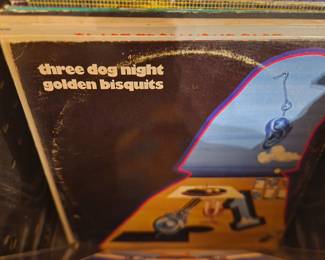 three dog night
golden bisquits